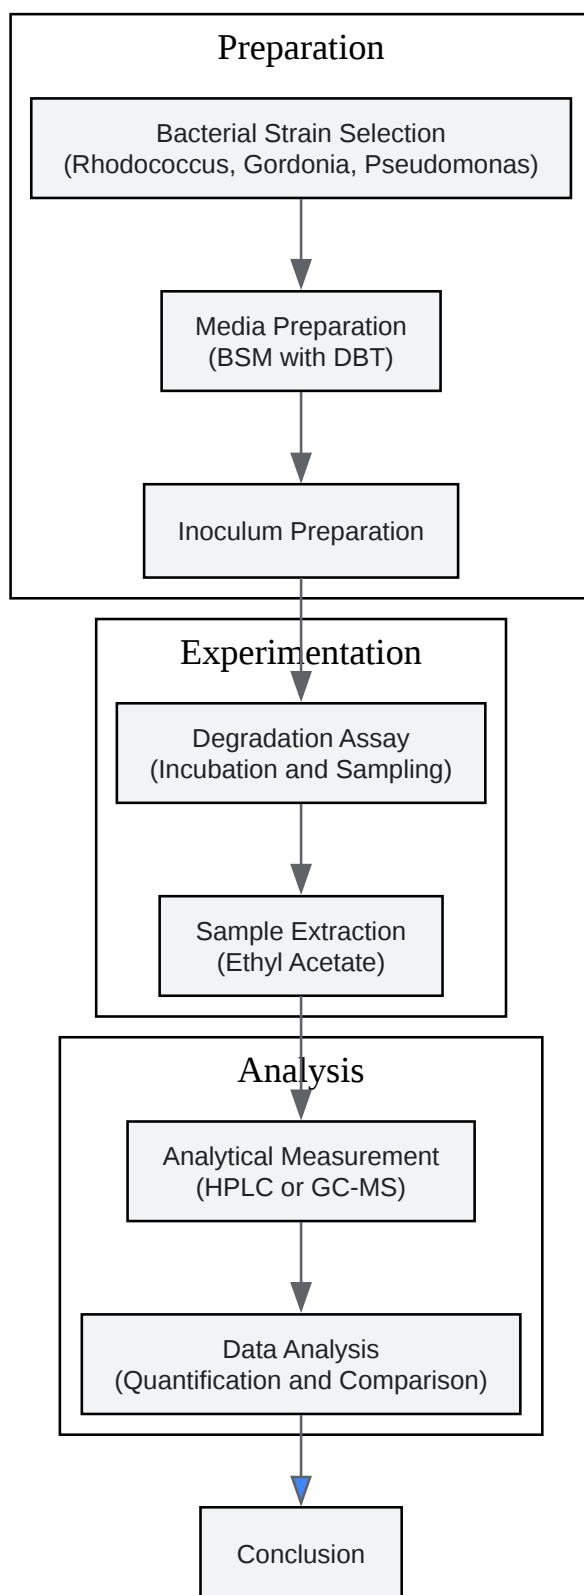 Preparation
Bacterial Strain Selection
(Rhodococcus, Gordonia, Pseudomonas)
Media Preparation
(BSM with DBT)
Inoculum Preparation
Experimentation
Degradation Assay
(Incubation and Sampling)
Sample Extraction
(Ethyl Acetate)
Analysis
Analytical Measurement
(HPLC or GC-MS)
Data Analysis
(Quantification and Comparison)
Conclusion